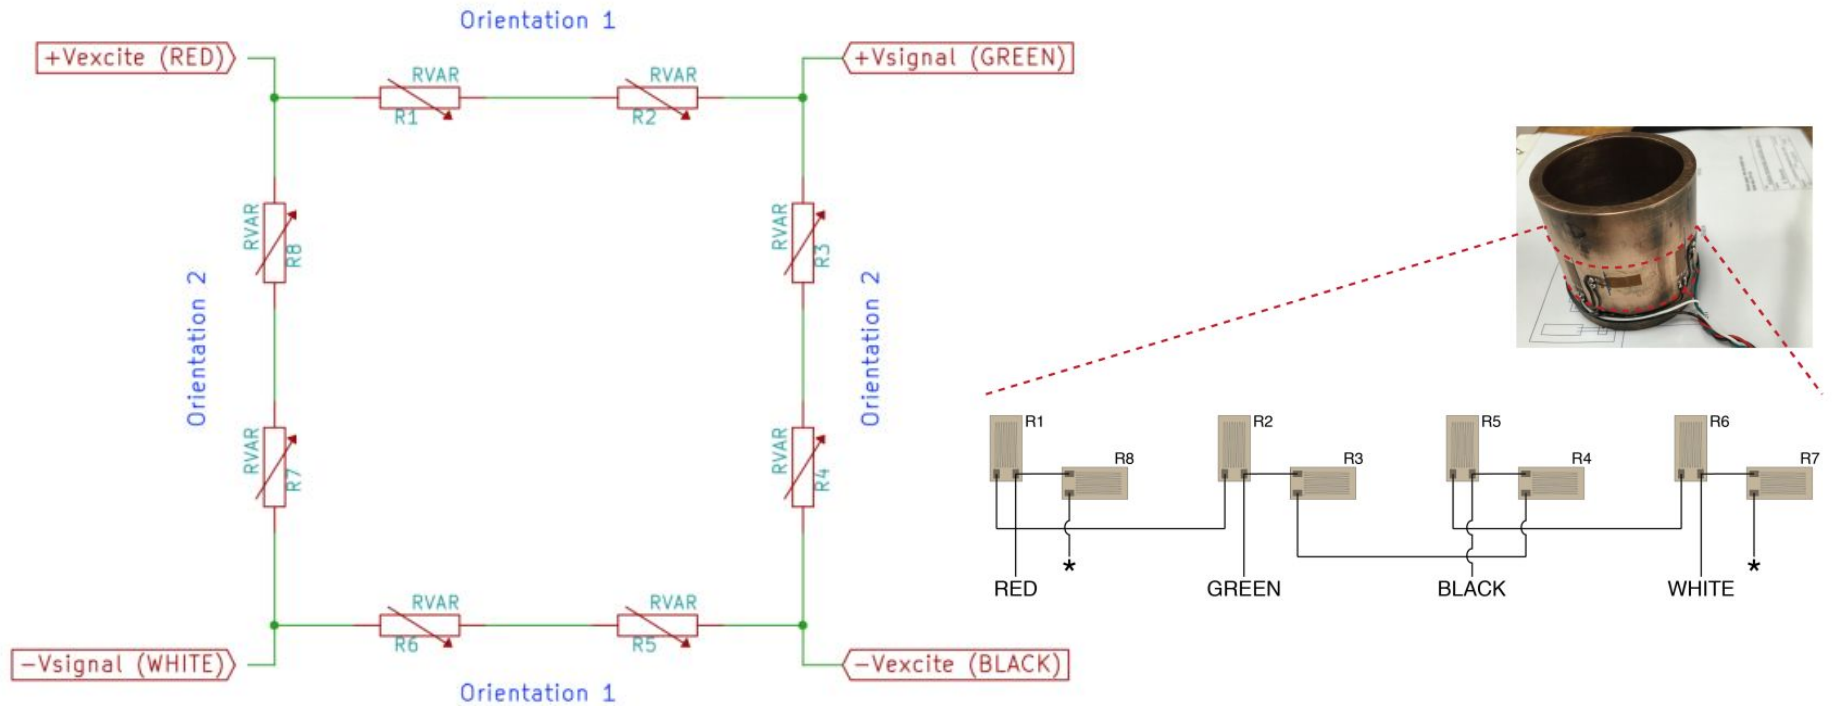 Orientation 1
+Vexcite (RED)
+Vsignal (GREEN)
RVAR
R1
RVAR
R2
RVAR
R8
RVAR
R3
Orientation 2
Orientation 2
RVAR
R7
RVAR
R4
RVAR
R6
RVAR
R5
-Vsignal (WHITE)
-Vexcite (BLACK)
Orientation 1
R1
R8
R2
R3
R5
R4
R6
R7
*
*
RED
GREEN
BLACK
WHITE